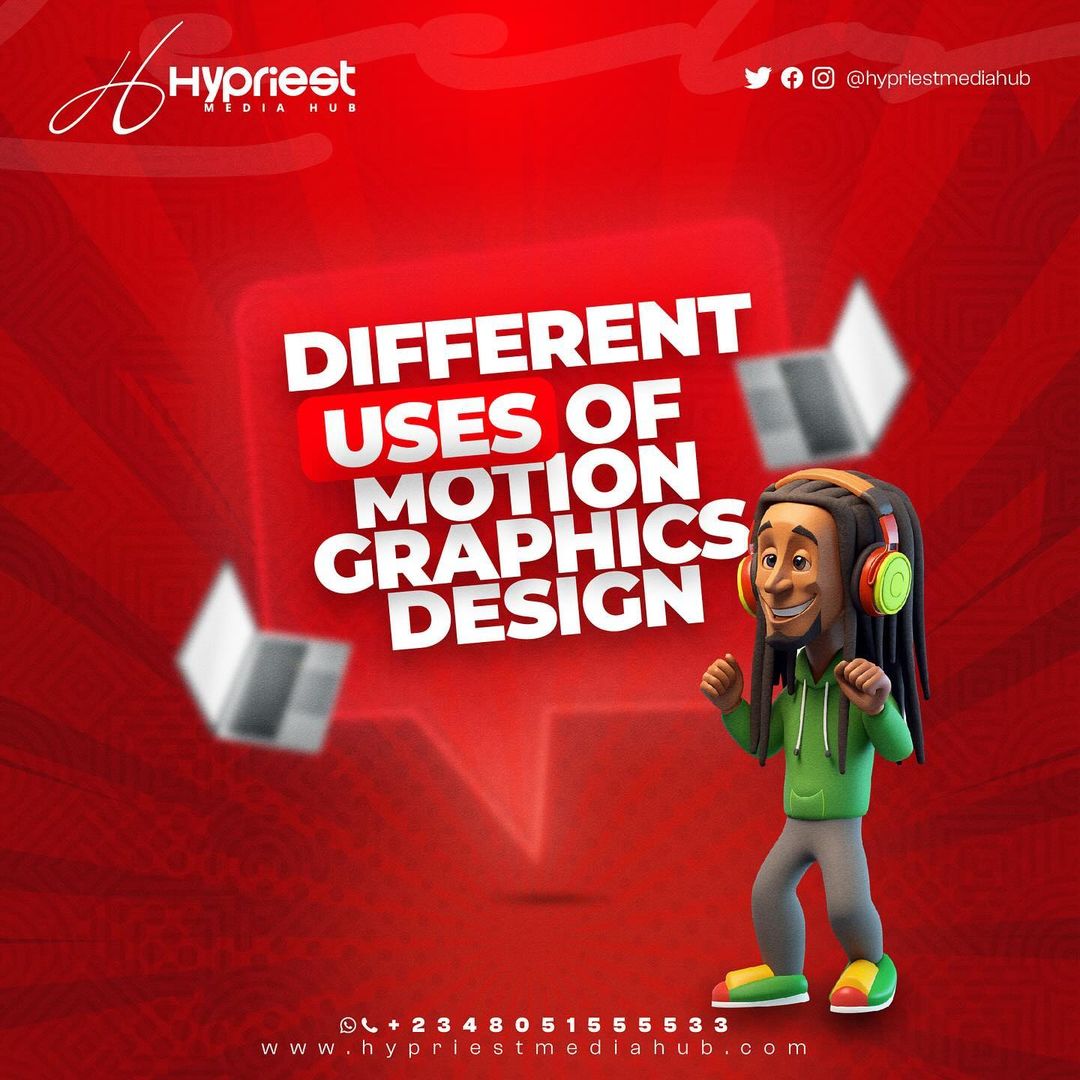 Hypriest
MEDIA HUB
@hypriestmediahub
DIFFERENT
USES OF
MOTION
GRAPHICS
DESIGN
+2348051555533
www.hypriestmediahub.com